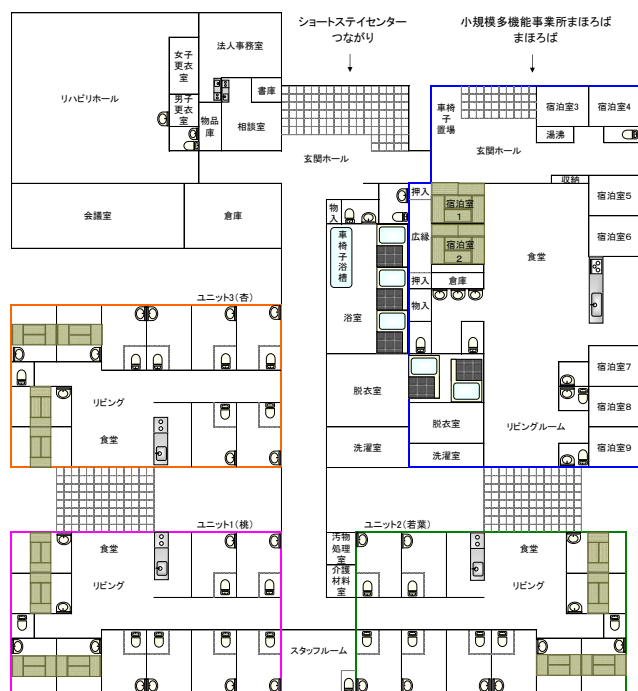 ショートステイセンター
つながり
小規模多機能事業所まほろば
まほろば
法人事務室
女子
更衣
室
リハビリホール
書庫
男子
更衣
室
物品
庫
相談室
車椅
子
置場
宿泊室3
宿泊室4
湯沸
玄関ホール
玄関ホール
収納
会議室
倉庫
物
入
押入
宿泊室
1
宿泊室5
車
椅
子
浴
槽
広縁
宿泊室
2
食堂
宿泊室6
押入
倉庫
ユニット3(杏)
浴室
物入
リビング
食堂
脱衣室
宿泊室7
宿泊室8
脱衣室
リビングルーム
洗濯室
洗濯室
宿泊室9
ユニット1(桃)
ユニット2(若葉)
食堂
汚物
処理
室
食堂
リビング
介護
材料
室
リビング
スタッフルーム